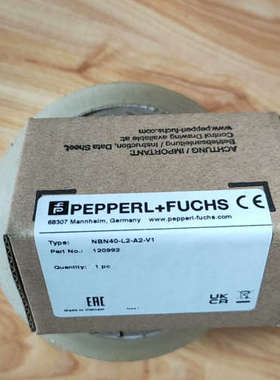 ACHTUNG / ATTENTION / IMPORTANT
Betriebsanleitung, Data Sheet,
Control Drawing available at:
www.pepperl-fuchs.com
PEPPERL+FUCHS CE
68307 Mannheim, Germany www.pepperl-fuchs.com
Type: NBN40-L2-A2-V1
Part No.: 120992
Quantity: 1 pc
EAC
UK
CA
Made in Vietnam